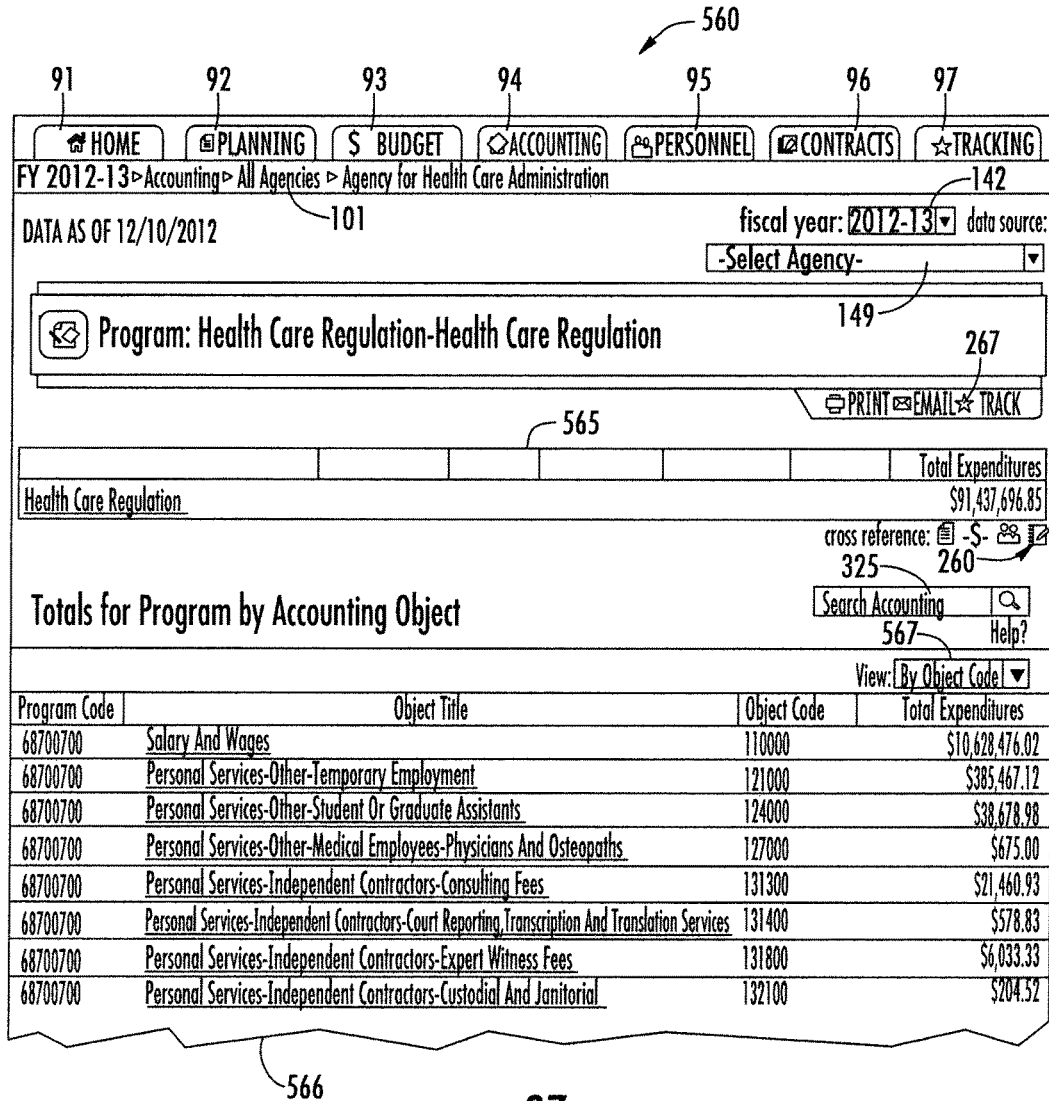 560
91 92 93 94 95 96 97
HOME PLANNING $ BUDGET ACCOUNTING PERSONNEL CONTRACTS TRACKING
FY 2012-13▹Accounting▹ All Agencies ▹ Agency for Health Care Administration
101
142
DATA AS OF 12/10/2012
fiscal year: 2012-13 data source:
-Select Agency-
149
Program: Health Care Regulation-Health Care Regulation
267
PRINT EMAIL TRACK
565
Total Expenditures
Health Care Regulation $91,437,696.85
cross reference: -$-
260
325
Totals for Program by Accounting Object
Search Accounting
567
Help?
View: By Object Code
Program Code Object Title Object Code Total Expenditures
68700700 Salary And Wages 110000 $10,628,476.02
68700700 Personal Services-Other-Temporary Employment 121000 $385,467.12
68700700 Personal Services-Other-Student Or Graduate Assistants 124000 $38,678.98
68700700 Personal Services-Other-Medical Employees-Physicians And Osteopaths 127000 $675.00
68700700 Personal Services-Independent Contractors-Consulting Fees 131300 $21,460.93
68700700 Personal Services-Independent Contractors-Court Reporting,Transcription And Translation Services 131400 $578.83
68700700 Personal Services-Independent Contractors-Expert Witness Fees 131800 $6,033.33
68700700 Personal Services-Independent Contractors-Custodial And Janitorial 132100 $204.52
566